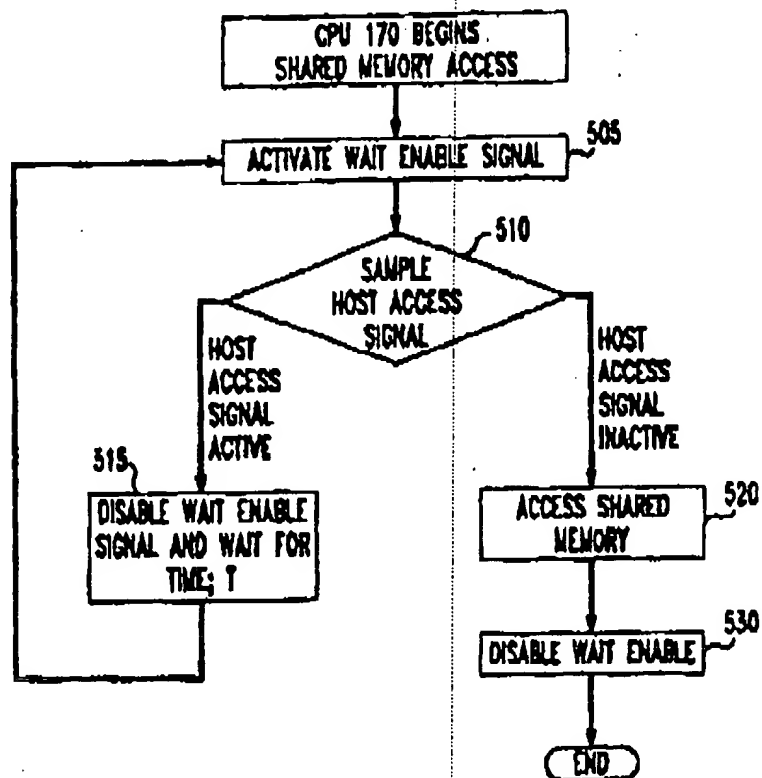 CPU 170 BEGINS
SHARED MEMORY ACCESS
ACTIVATE WAIT ENABLE SIGNAL
505
510
SAMPLE
HOST ACCESS
SIGNAL
HOST
ACCESS
SIGNAL
ACTIVE
HOST
ACCESS
SIGNAL
INACTIVE
515
DISABLE WAIT ENABLE
SIGNAL AND WAIT FOR
TIME; T
ACCESS SHARED
MEMORY
520
DISABLE WAIT ENABLE
530
END